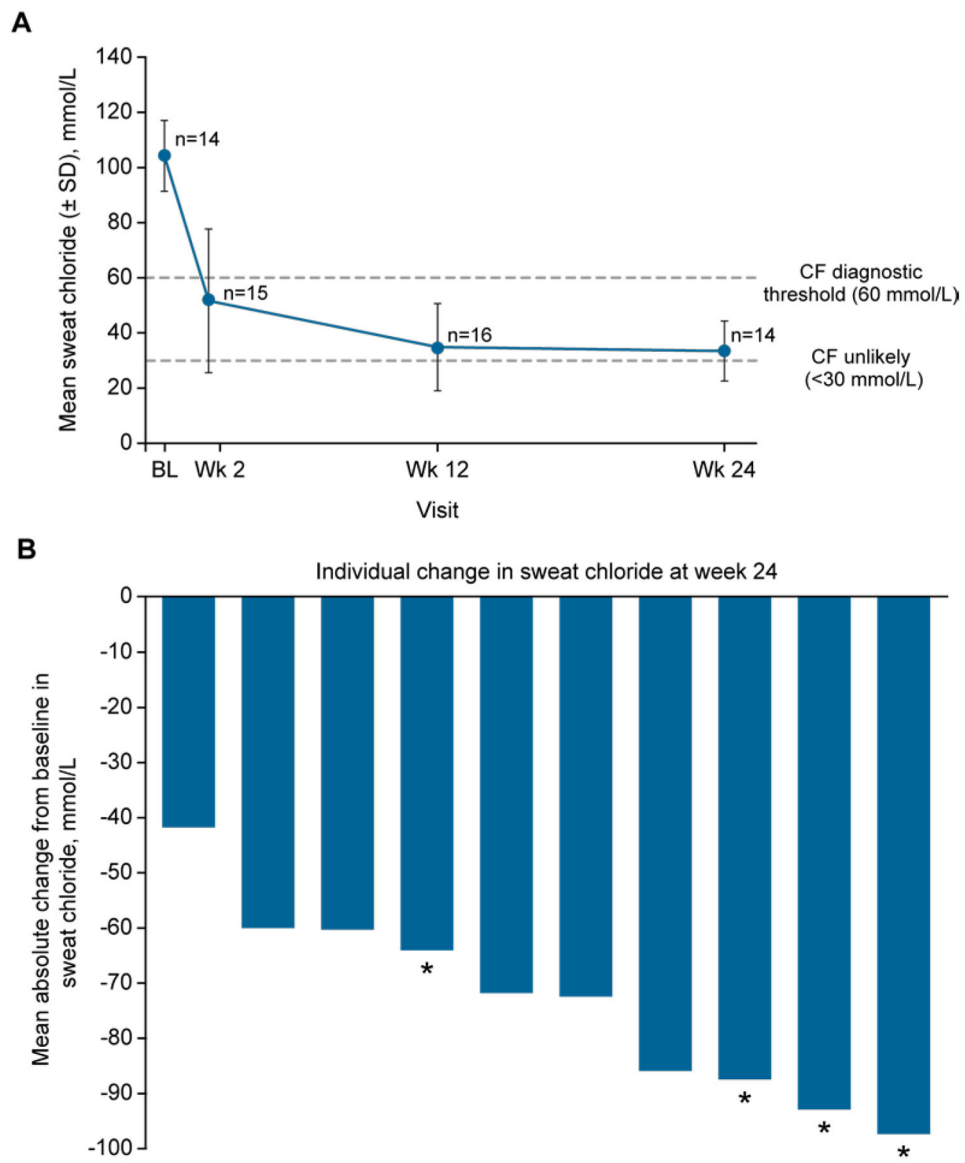 A
Mean sweat chloride (± SD), mmol/L
140
120
100
80
60
40
20
0
n=14
n=15
n=16
n=14
CF diagnostic
threshold (60 mmol/L)
CF unlikely
(<30 mmol/L)
BL
Wk 2
Wk 12
Wk 24
Visit
B
Individual change in sweat chloride at week 24
Mean absolute change from baseline in
sweat chloride, mmol/L
0
-10
-20
-30
-40
-50
-60
-70
-80
-90
-100
*
*
*
*